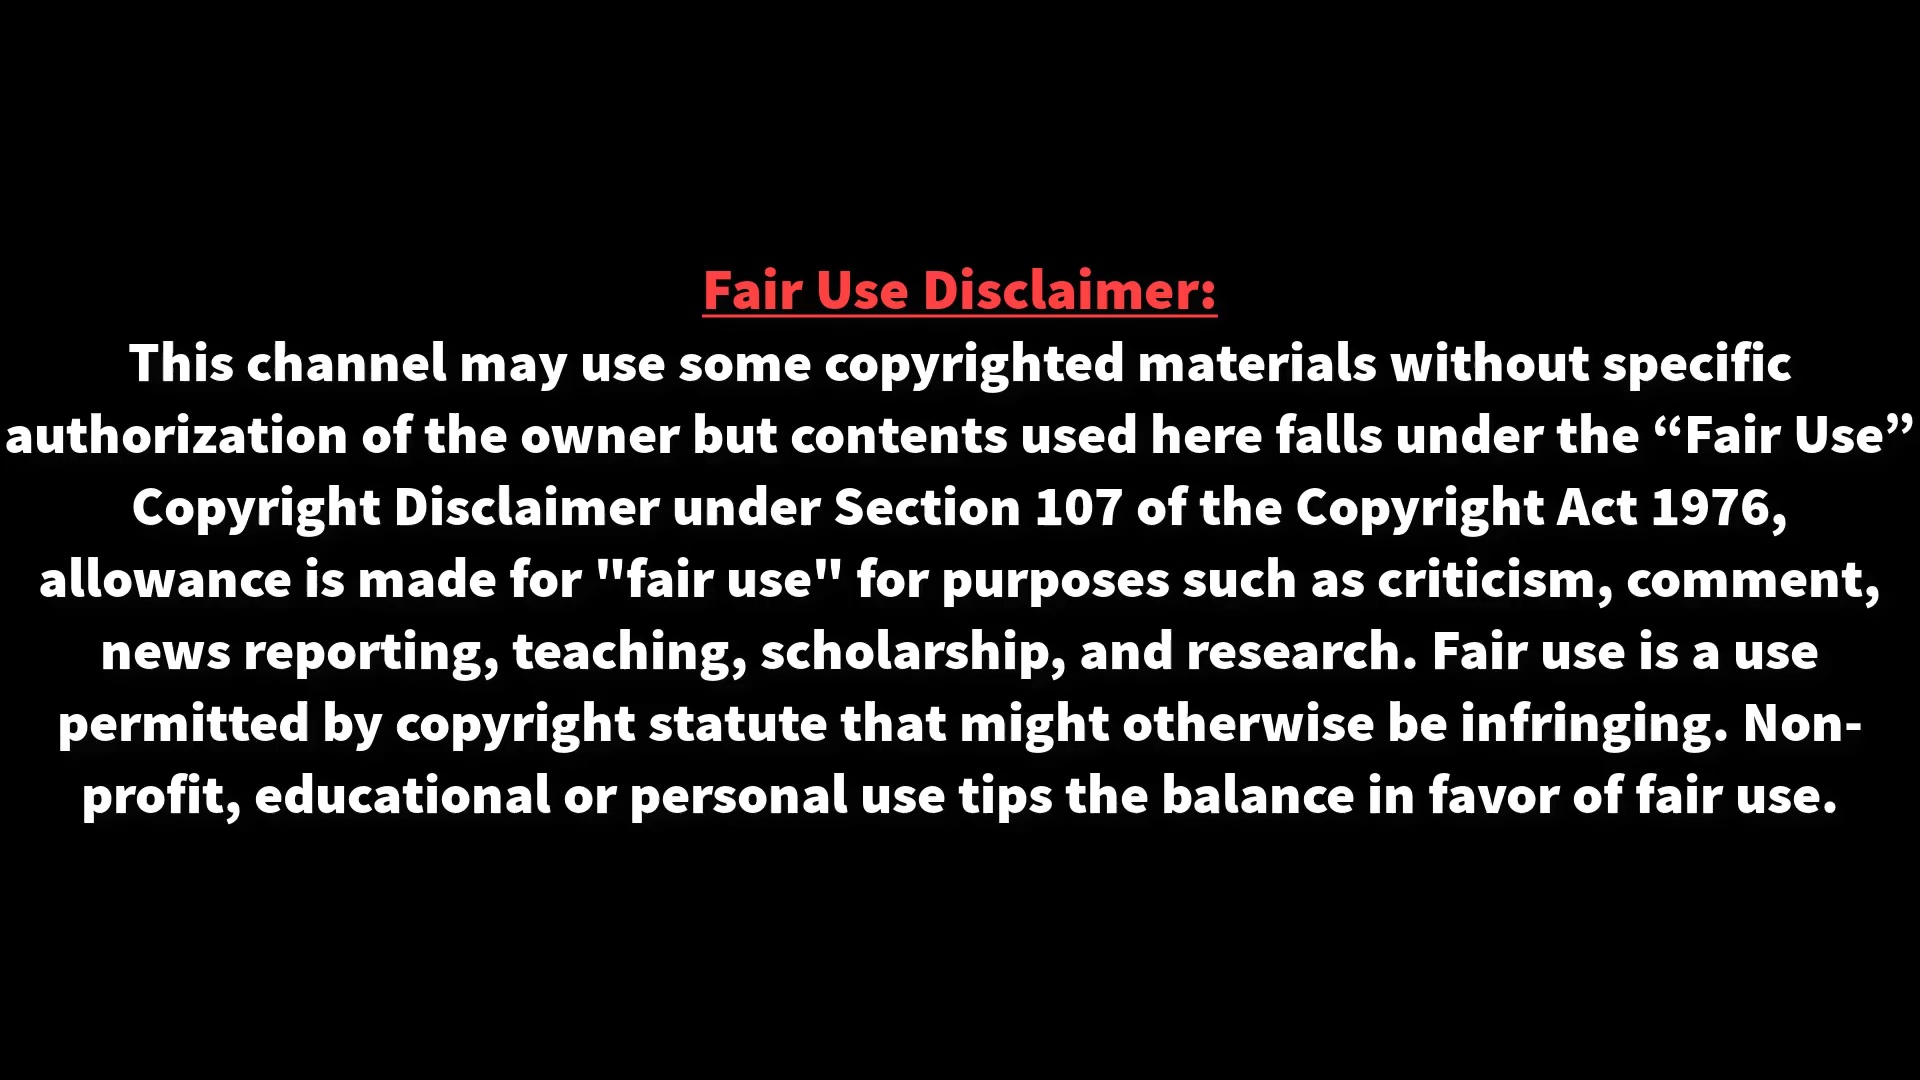 Fair Use Disclaimer:
This channel may use some copyrighted materials without specific
authorization of the owner but contents used here falls under the “Fair Use”
Copyright Disclaimer under Section 107 of the Copyright Act 1976,
allowance is made for "fair use" for purposes such as criticism, comment,
news reporting, teaching, scholarship, and research. Fair use is a use
permitted by copyright statute that might otherwise be infringing. Non-
profit, educational or personal use tips the balance in favor of fair use.